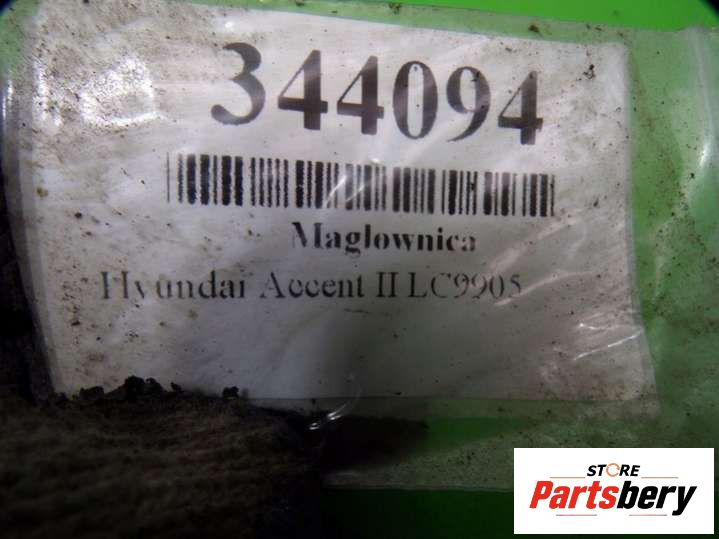 344094
Maglownica
Hyundai Accent II LC9905
STORE
Partsbery